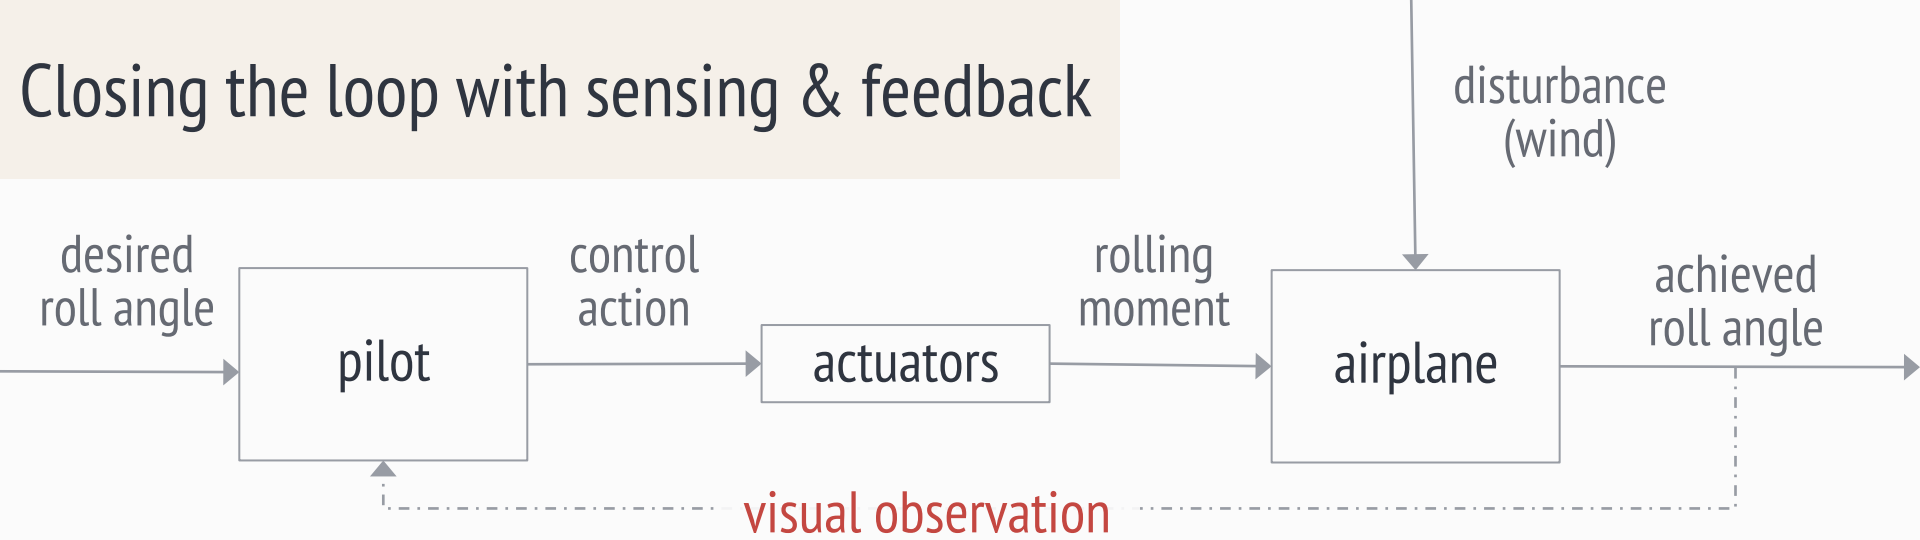 Closing the loop with sensing & feedback
disturbance
(wind)
desired
roll angle
control
action
rolling
moment
achieved
roll angle
pilot
actuators
airplane
visual observation